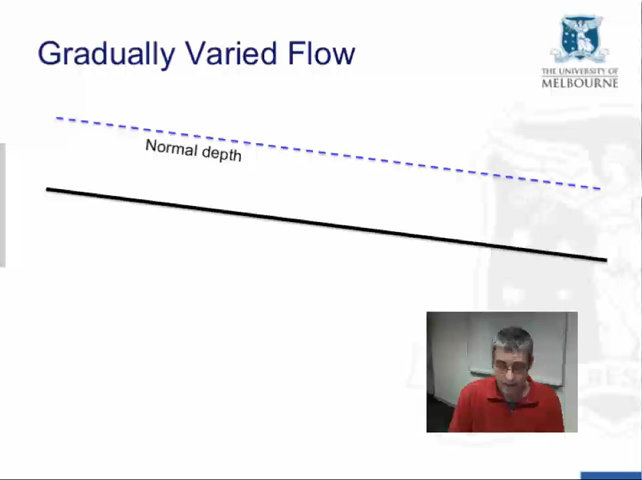 Gradually Varied Flow
THE UNIVERSITY OF
MELBOURNE
Normal depth